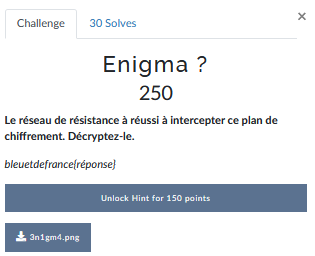 ×
Challenge
30 Solves
Enigma ?
250
Le réseau de résistance à réussi à intercepter ce plan de
chiffrement. Décryptez-le.
bleuetdefrance{réponse}
Unlock Hint for 150 points
3n1gm4.png